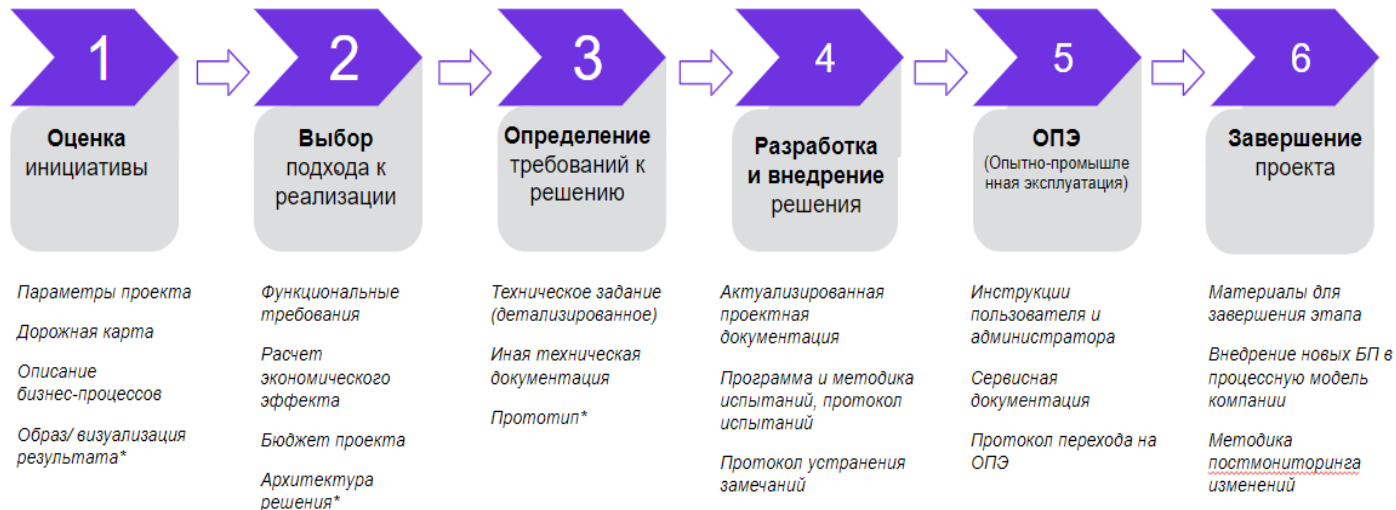 1
Оценка
инициативы
Параметры проекта
Дорожная карта
Описание
бизнес-процессов
Образ/ визуализация
результата*
2
Выбор
подхода к
реализации
Функциональные
требования
Расчет
экономического
эффекта
Бюджет проекта
Архитектура
решения*
3
Определение
требований к
решению
Техническое задание
(детализированное)
Иная техническая
документация
Прототип*
4
Разработка
и внедрение
решения
Актуализированная
проектная
документация
Программа и методика
испытаний, протокол
испытаний
Протокол устранения
замечаний
5
ОПЭ
(Опытно-промышле
нная эксплуатация)
Инструкции
пользователя и
администратора
Сервисная
документация
Протокол перехода на
ОПЭ
6
Завершение
проекта
Материалы для
завершения этапа
Внедрение новых БП в
процессную модель
компании
Методика
постмониторинга
изменений